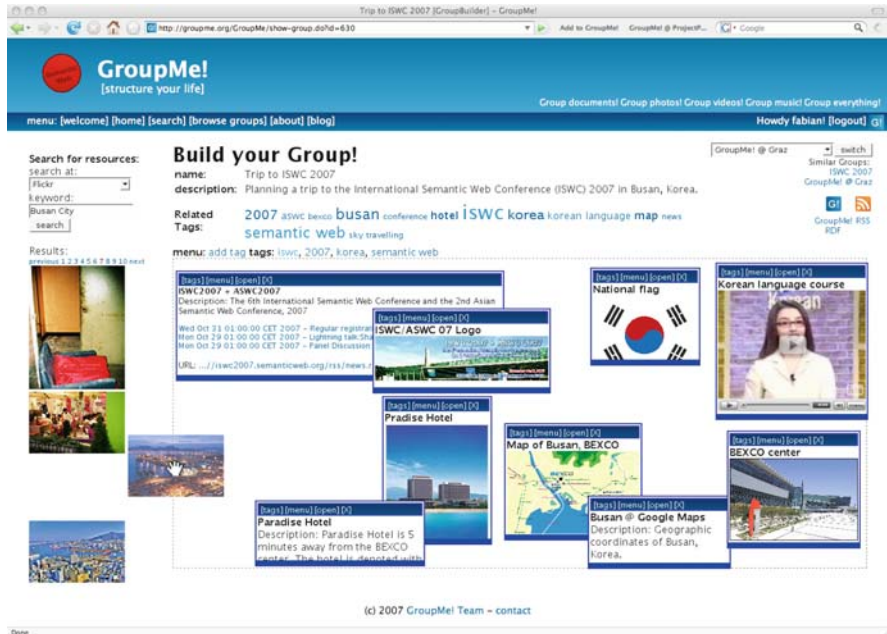 Trip to ISWC 2007 [GroupBuilder] – GroupMe!
http://groupme.org/GroupMe/show-group.do?id=630
Add to GroupMe!
GroupMe! @ ProjectP...
Google
GroupMe!
[structure your life]
Group documents! Group photos! Group videos! Group music! Group everything!
menu: [welcome] [home] [search] [browse groups] [about] [blog]
Howdy fabian! [logout] G!
Search for resources:
search at:
Flickr
keyword:
Busan City
search
Results:
previous 1 2 3 4 5 6 7 8 9 10 next
Build your Group!
name: Trip to ISWC 2007
description: Planning a trip to the International Semantic Web Conference (ISWC) 2007 in Busan, Korea.
Related Tags:
2007 aswc bexco busan conference hotel iswc korea korean language map news
semantic web sky travelling
menu: add tag tags: iswc, 2007, korea, semantic web
GroupMe! @ Graz
switch
Similar Groups:
ISWC 2007
GroupMe! @ Graz
G!
GroupMe! RSS
RDF
[tags] [menu] [open] [X]
ISWC2007 + ASWC2007
Description: The 6th International Semantic Web Conference and the 2nd Asian
Semantic Web Conference, 2007
Wed Oct 31 01:00:00 CET 2007 – Regular registrat
Mon Oct 29 01:00:00 CET 2007 – Lightning talk:Sha
Mon Oct 29 01:00:00 CET 2007 – Panel Discussion
URL: ...//iswc2007.semanticweb.org/rss/news.r
[tags] [menu] [open] [X]
ISWC/ASWC 07 Logo
[tags] [menu] [open] [X]
National flag
[tags] [menu] [open] [X]
Korean language course
Korean
[tags] [menu] [open] [X]
Pradise Hotel
[tags] [menu] [open] [X]
Map of Busan, BEXCO
[tags] [menu] [open] [X]
BEXCO center
[tags] [menu] [open] [X]
Paradise Hotel
Description: Paradise Hotel is 5
minutes away from the BEXCO
center. The hotel is denoted with
[tags] [menu] [open] [X]
Busan @ Google Maps
Description: Geographic
coordinates of Busan,
Korea.
(c) 2007 GroupMe! Team – contact
Done